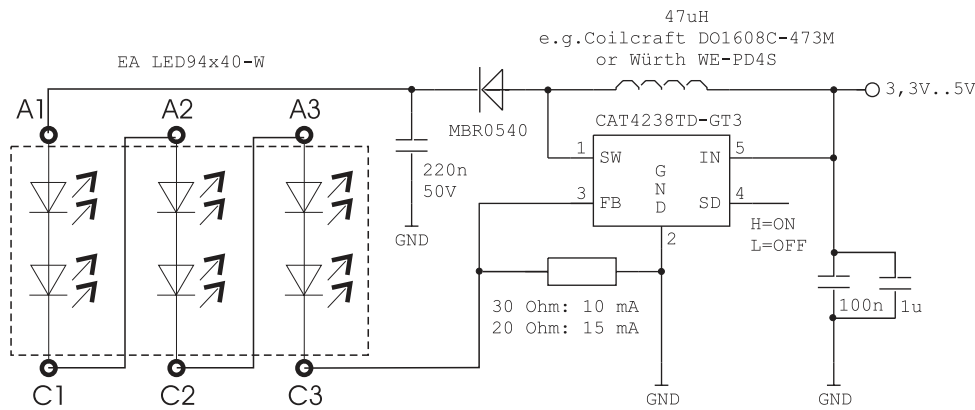 47uH
e.g.Coilcraft DO1608C-473M
or Würth WE-PD4S
EA LED94x40-W
3,3V..5V
A1
A2
A3
MBR0540
CAT4238TD-GT3
1
SW
IN
5
220n
50V
GND
3
FB
SD
4
GND
2
H=ON
L=OFF
30 Ohm: 10 mA
20 Ohm: 15 mA
100n
1u
C1
C2
C3
GND
GND